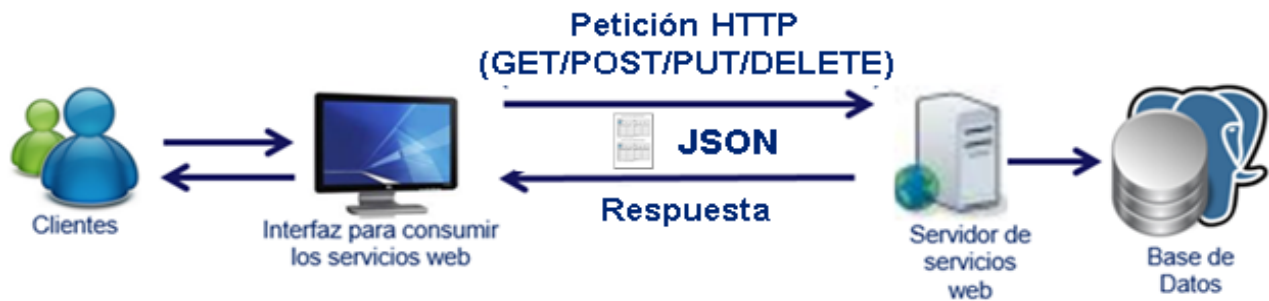 Petición HTTP
(GET/POST/PUT/DELETE)
JSON
Respuesta
Clientes
Interfaz para consumir
los servicios web
Servidor de
servicios
web
Base de
Datos